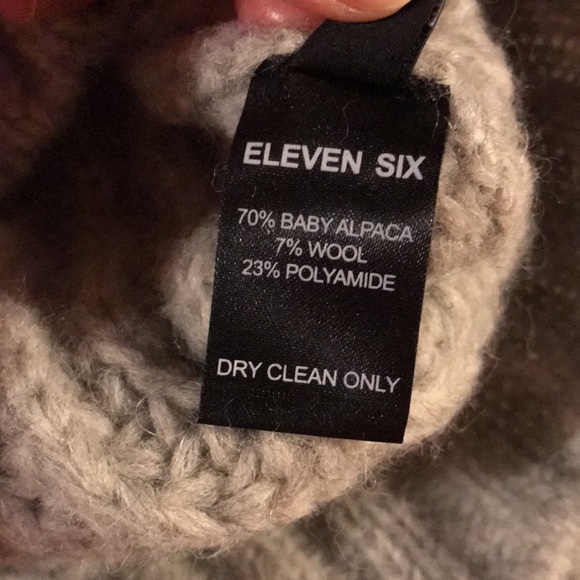 ELEVEN SIX
70% BABY ALPACA
7% WOOL
23% POLYAMIDE
DRY CLEAN ONLY